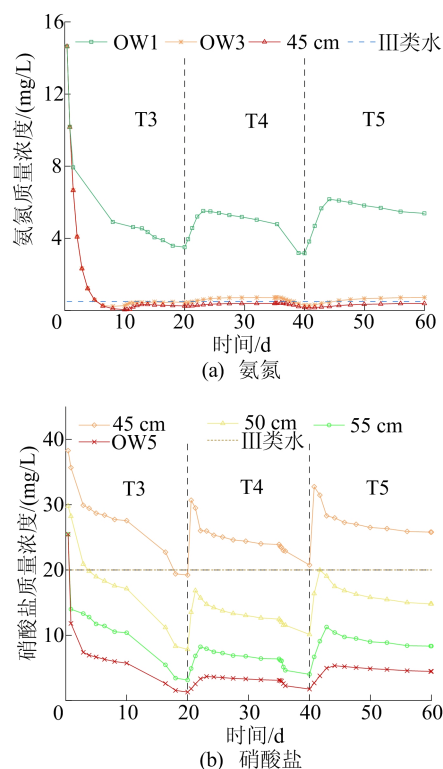 OW1 OW3 45 cm III类水
16
12
8
4
0
T3 T4 T5
氨氮质量浓度/(mg/L)
0 10 20 30 40 50 60
时间/d
(a) 氨氮
45 cm 50 cm 55 cm
OW5 III类水
40
30
20
10
T3 T4 T5
硝酸盐质量浓度/(mg/L)
0 10 20 30 40 50 60
时间/d
(b) 硝酸盐